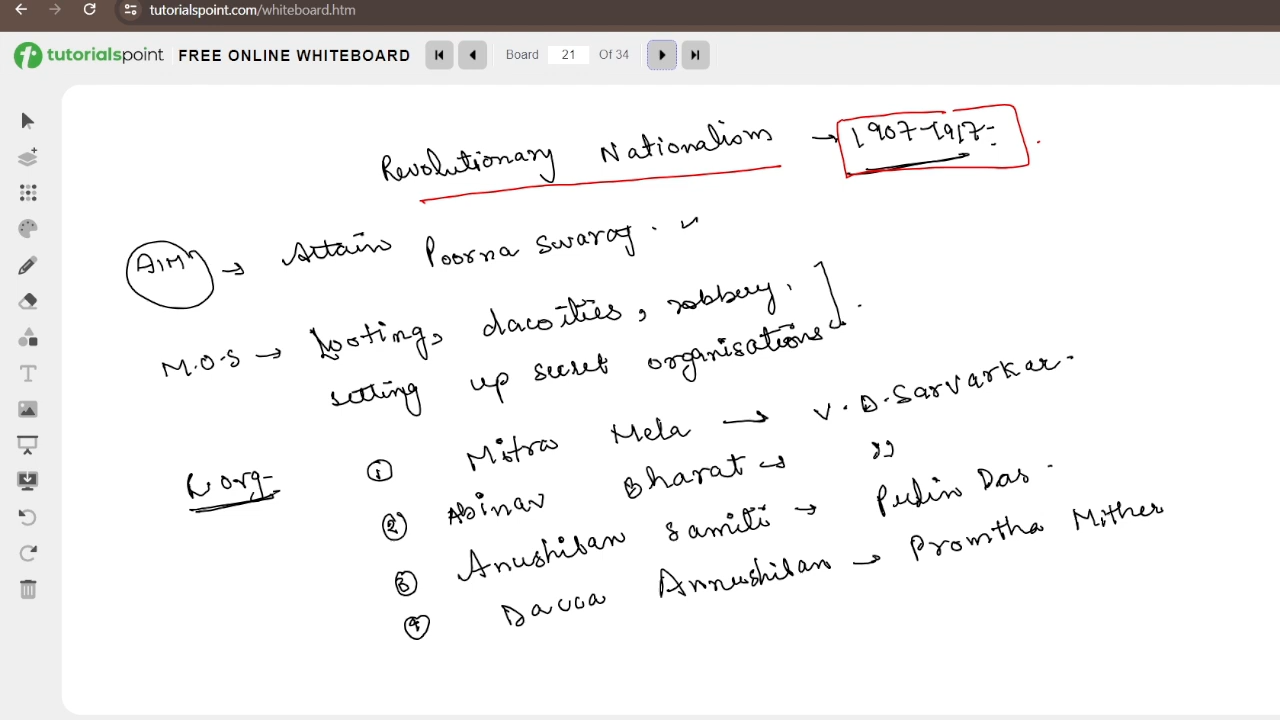 tutorialspoint.com/whiteboard.htm
tutorialspoint FREE ONLINE WHITEBOARD Board 21 Of 34
Revolutionary Nationalism → 1907-1917-
AIM → Attain Poorna Swaraj.
M.O.S → Looting, dacoities, robbery.
setting up secret organisations
R org- ① Mitra Mela → V.D.Sarvarkar.
② Abinav Bharat → "
③ Anushilan Samiti → Pulin Das.
④ Dacca Annushilan → Promtha Mither